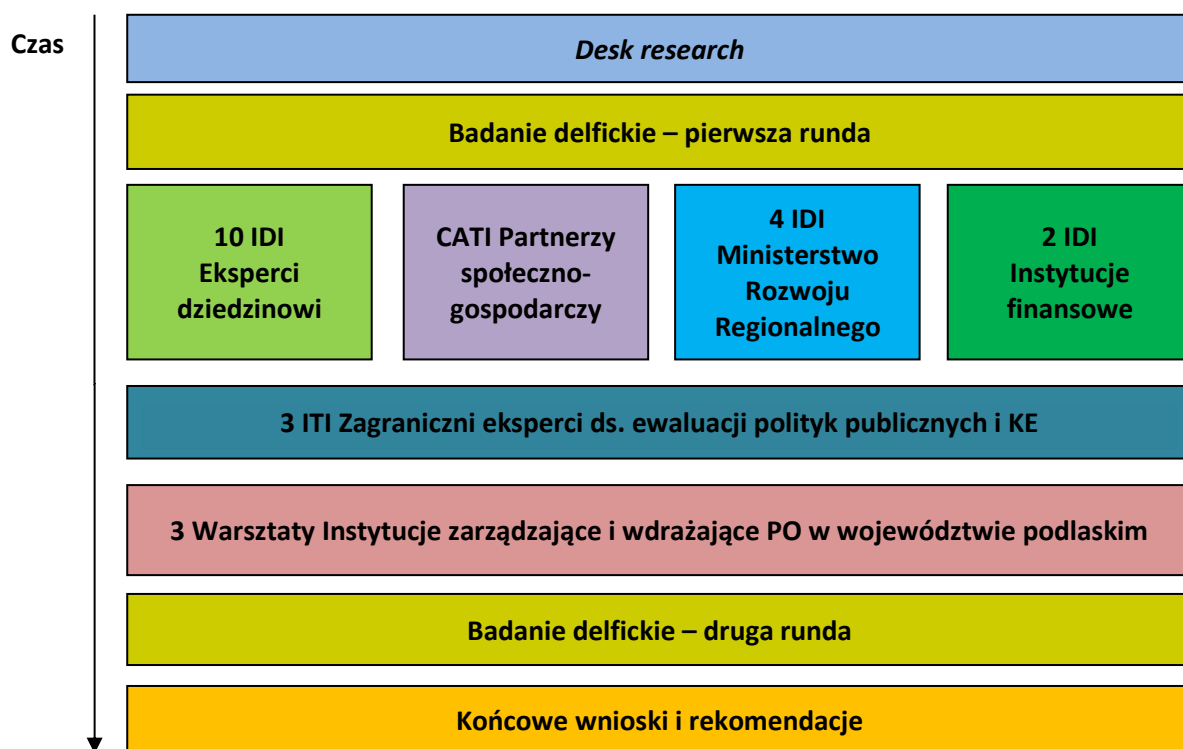 Czas
Desk research
Badanie delfickie – pierwsza runda
10 IDI
Eksperci
dziedzinowi
CATI Partnerzy
społeczno-
gospodarczy
4 IDI
Ministerstwo
Rozwoju
Regionalnego
2 IDI
Instytucje
finansowe
3 ITI Zagraniczni eksperci ds. ewaluacji polityk publicznych i KE
3 Warsztaty Instytucje zarządzające i wdrażające PO w województwie podlaskim
Badanie delfickie – druga runda
Końcowe wnioski i rekomendacje